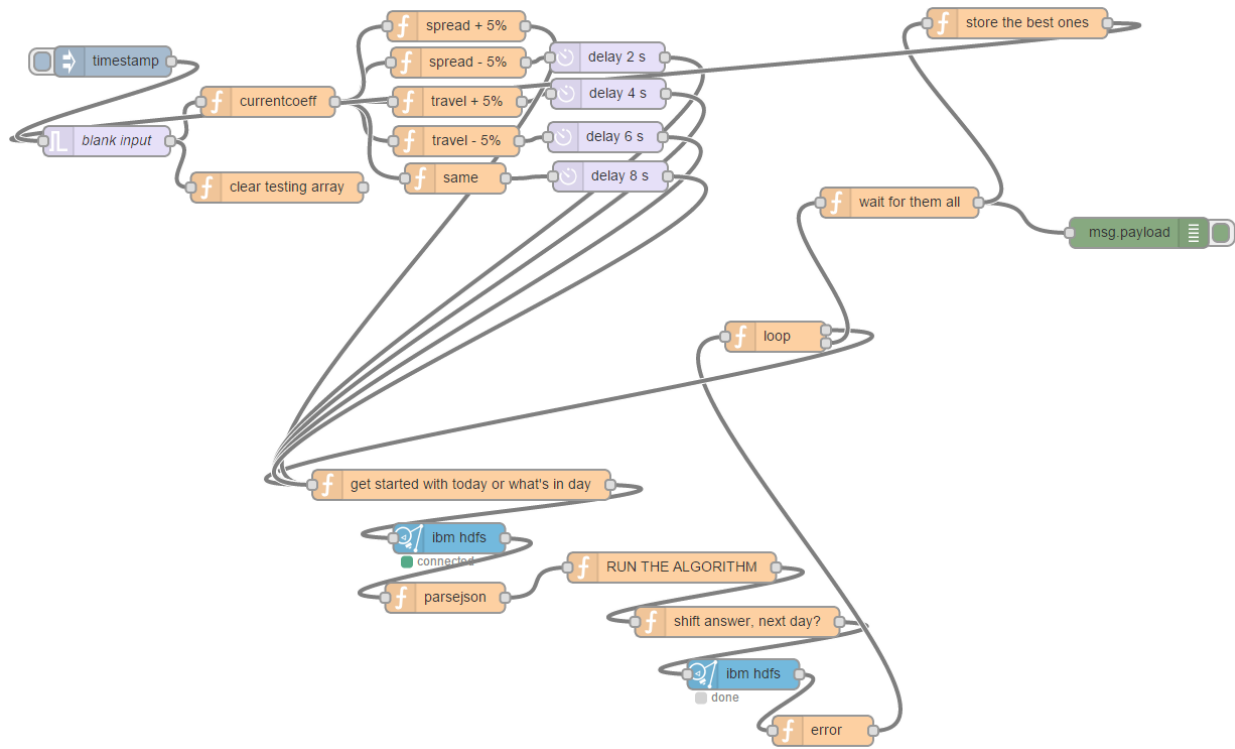 spread + 5%
store the best ones
timestamp
spread - 5%
delay 2 s
currentcoeff
travel + 5%
delay 4 s
blank input
travel - 5%
delay 6 s
clear testing array
same
delay 8 s
wait for them all
msg.payload
loop
get started with today or what's in day
ibm hdfs
connected
parsejson
RUN THE ALGORITHM
shift answer, next day?
ibm hdfs
done
error